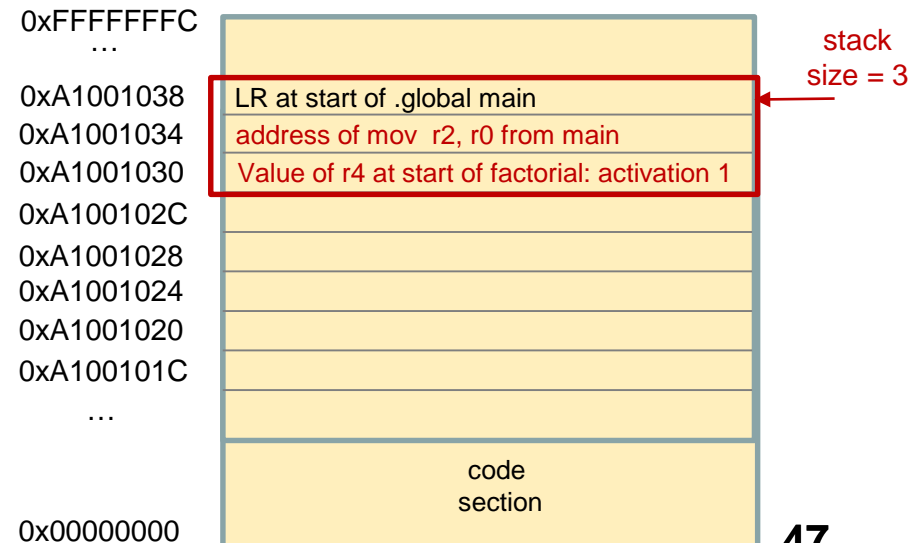 0xFFFFFFFC
…
stack
size = 3
0xA1001038 LR at start of .global main
0xA1001034 address of mov r2, r0 from main
0xA1001030 Value of r4 at start of factorial: activation 1
0xA100102C
0xA1001028
0xA1001024
0xA1001020
0xA100101C
…
code
section
0x00000000
47